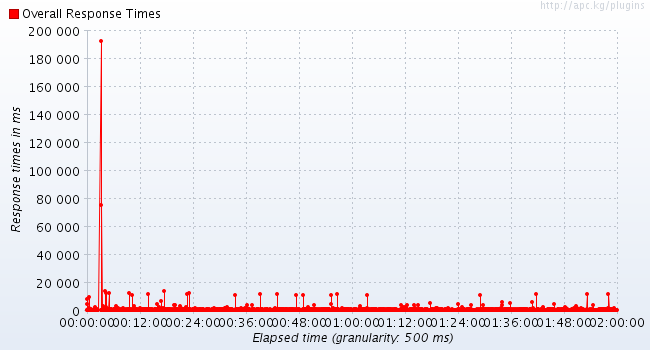 http://apc.kg/plugins
Overall Response Times
200 000
180 000
160 000
140 000
120 000
100 000
80 000
60 000
40 000
20 000
0
Response times in ms
00:00:00 00:12:00 00:24:00 00:36:00 00:48:00 01:00:00 01:12:00 01:24:00 01:36:00 01:48:00 02:00:00
Elapsed time (granularity: 500 ms)